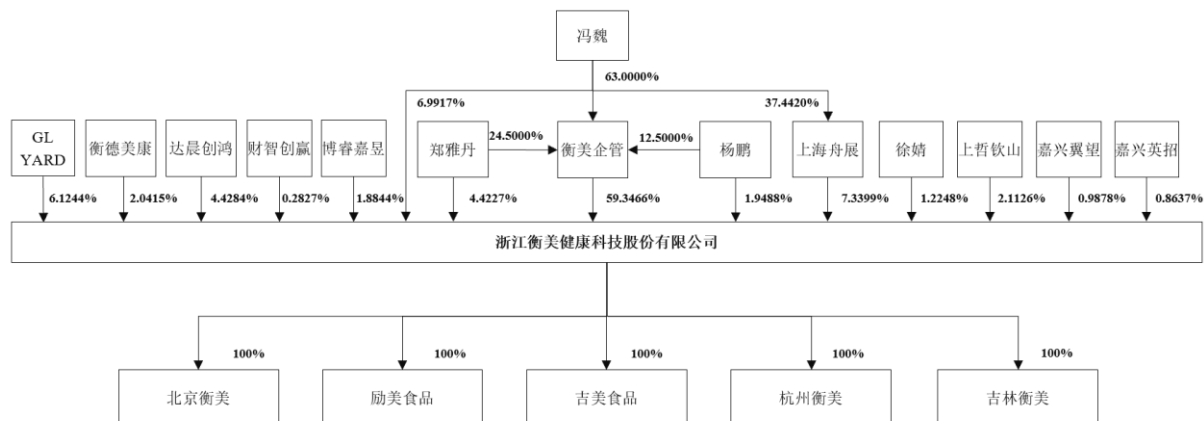 冯魏
63.0000%
6.9917%
37.4420%
GL
YARD
衡德美康
达晨创鸿
财智创赢
博睿嘉昱
郑雅丹
24.5000%
衡美企管
12.5000%
杨鹏
上海舟展
徐婧
上哲钦山
嘉兴翼望
嘉兴英招
6.1244%
2.0415%
4.4284%
0.2827%
1.8844%
4.4227%
59.3466%
1.9488%
7.3399%
1.2248%
2.1126%
0.9878%
0.8637%
浙江衡美健康科技股份有限公司
100%
100%
100%
100%
100%
北京衡美
励美食品
吉美食品
杭州衡美
吉林衡美